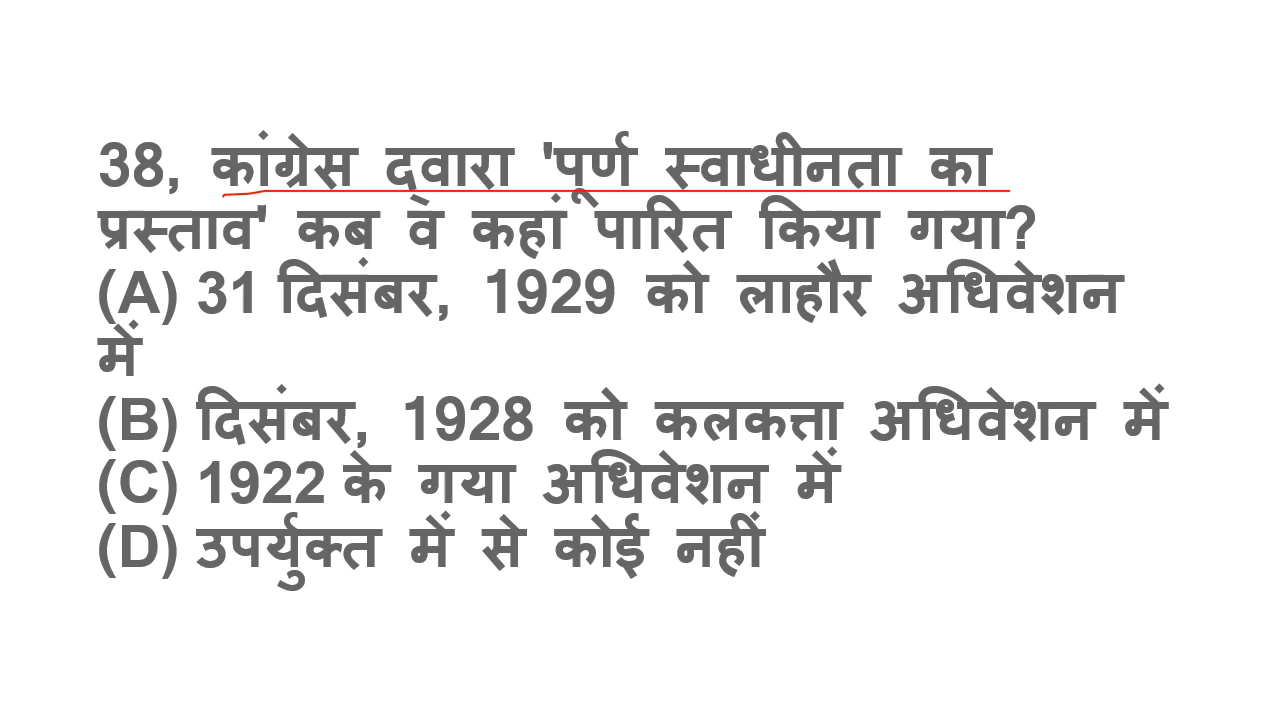 38, कांग्रेस द्वारा 'पूर्ण स्वाधीनता का
प्रस्ताव' कब व कहां पारित किया गया?
(A) 31 दिसंबर, 1929 को लाहौर अधिवेशन
में
(B) दिसंबर, 1928 को कलकत्ता अधिवेशन में
(C) 1922 के गया अधिवेशन में
(D) उपर्युक्त में से कोई नहीं